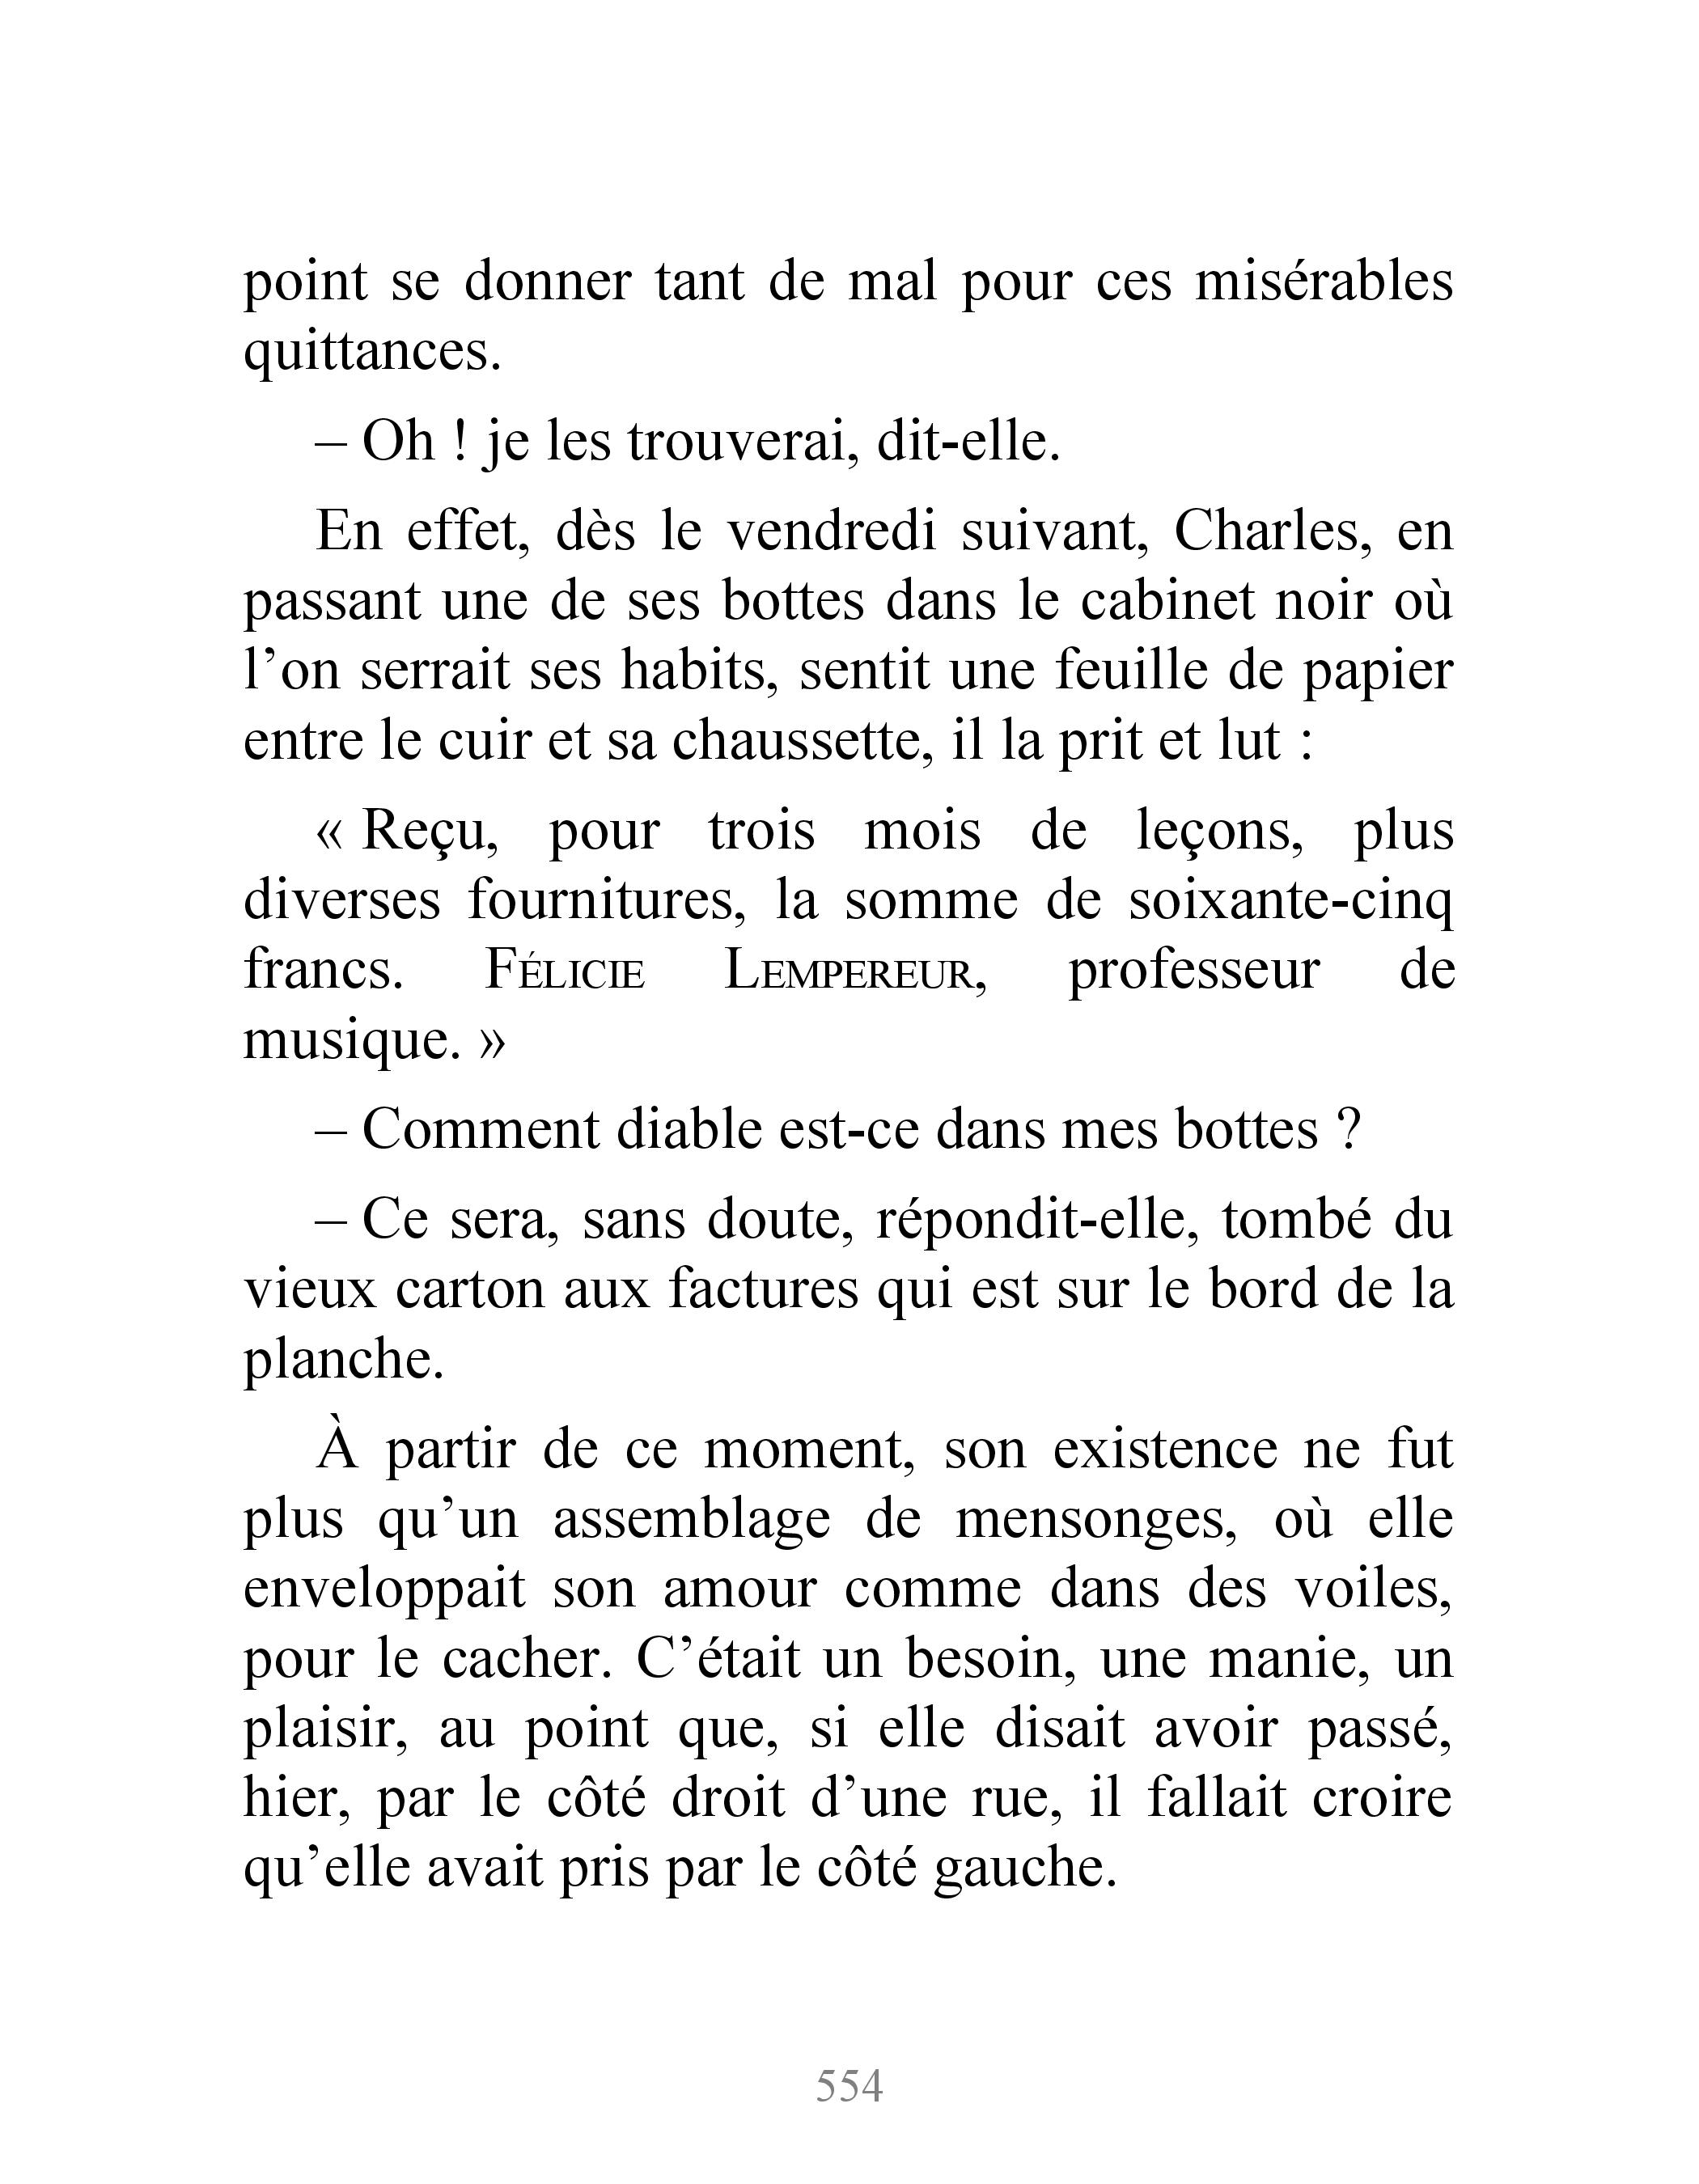 point se donner tant de mal pour ces misérables
quittances.
– Oh ! je les trouverai, dit-elle.
En effet, dès le vendredi suivant, Charles, en
passant une de ses bottes dans le cabinet noir où
l’on serrait ses habits, sentit une feuille de papier
entre le cuir et sa chaussette, il la prit et lut :
« Reçu, pour trois mois de leçons, plus
diverses fournitures, la somme de soixante-cinq
francs. FÉLICIE LEMPEREUR, professeur de
musique. »
– Comment diable est-ce dans mes bottes ?
– Ce sera, sans doute, répondit-elle, tombé du
vieux carton aux factures qui est sur le bord de la
planche.
À partir de ce moment, son existence ne fut
plus qu’un assemblage de mensonges, où elle
enveloppait son amour comme dans des voiles,
pour le cacher. C’était un besoin, une manie, un
plaisir, au point que, si elle disait avoir passé,
hier, par le côté droit d’une rue, il fallait croire
qu’elle avait pris par le côté gauche.
554